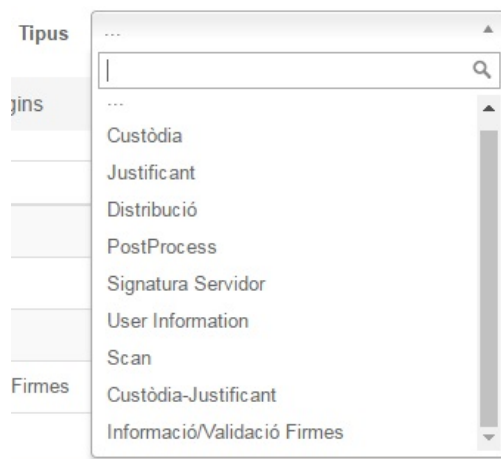 Tipus
...
gins
...
Custòdia
Justificant
Distribució
PostProcess
Signatura Servidor
User Information
Scan
Firmes
Custòdia-Justificant
Informació/Validació Firmes